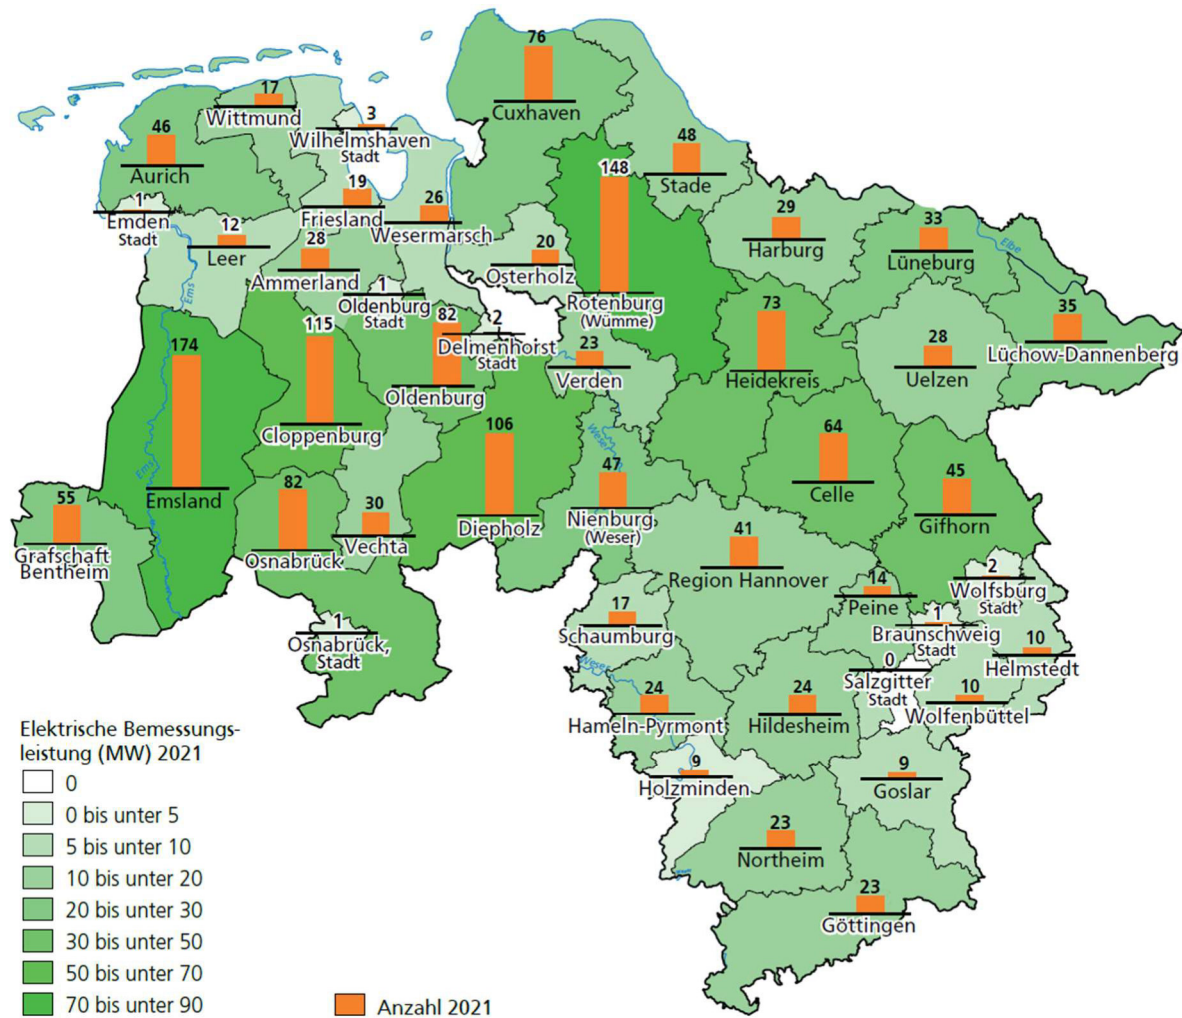 76
Cuxhaven
17
Wittmund
3
Wilhelmshaven
Stadt
46
Aurich
48
Stade
148
Rotenburg
(Wümme)
19
Friesland
26
Wesermarsch
1
Emden
Stadt
12
Leer
28
Ammerland
20
Osterholz
29
Harburg
33
Lüneburg
Elbe
Ems
1
Oldenburg
Stadt
82
Oldenburg
2
Delmenhorst
Stadt
23
Verden
73
Heidekreis
28
Uelzen
35
Lüchow-Dannenberg
174
Emsland
Ems
115
Cloppenburg
106
Diepholz
Weser
47
Nienburg
(Weser)
64
Celle
45
Gifhorn
55
Grafschaft
Bentheim
82
Osnabrück
30
Vechta
41
Region Hannover
14
Peine
2
Wolfsburg
Stadt
1
Osnabrück,
Stadt
17
Schaumburg
1
Braunschweig
Stadt
10
Helmstedt
Weser
0
Salzgitter
Stadt
10
Wolfenbüttel
24
Hameln-Pyrmont
24
Hildesheim
9
Holzminden
9
Goslar
23
Northeim
23
Göttingen
Elektrische Bemessungs-
leistung (MW) 2021
0
0 bis unter 5
5 bis unter 10
10 bis unter 20
20 bis unter 30
30 bis unter 50
50 bis unter 70
70 bis unter 90
Anzahl 2021